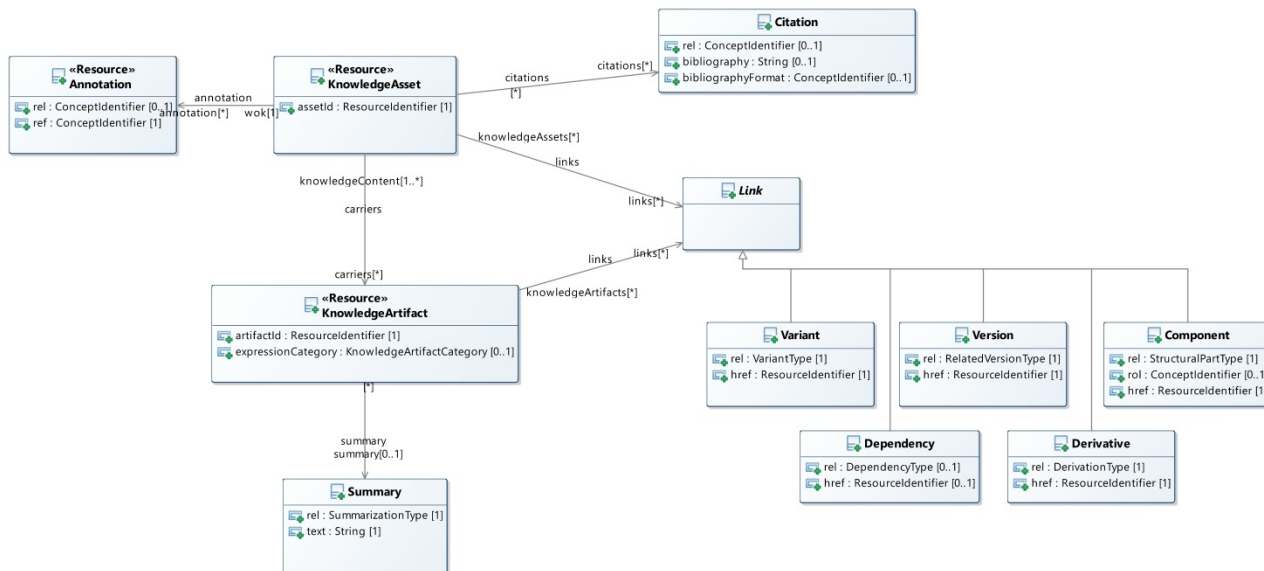 Citation
rel : ConceptIdentifier [0..1]
bibliography : String [0..1]
bibliographyFormat : ConceptIdentifier [0..1]
«Resource»
Annotation
rel : ConceptIdentifier [0..1]
ref : ConceptIdentifier [1]
annotation
annotation[*]
wok[1]
«Resource»
KnowledgeAsset
assetId : ResourceIdentifier [1]
citations
[*]
citations[*]
knowledgeAssets[*]
links
links[*]
knowledgeContent[1..*]
carriers
carriers[*]
Link
links
links[*]
knowledgeArtifacts[*]
«Resource»
KnowledgeArtifact
artifactId : ResourceIdentifier [1]
expressionCategory : KnowledgeArtifactCategory [0..1]
[*]
summary
summary[0..1]
Summary
rel : SummarizationType [1]
text : String [1]
Variant
rel : VariantType [1]
href : ResourceIdentifier [1]
Version
rel : RelatedVersionType [1]
href : ResourceIdentifier [1]
Component
rel : StructuralPartType [1]
rol : ConceptIdentifier [0..1
href : ResourceIdentifier [1
Dependency
rel : DependencyType [0..1]
href : ResourceIdentifier [0..1]
Derivative
rel : DerivationType [1]
href : ResourceIdentifier [1]